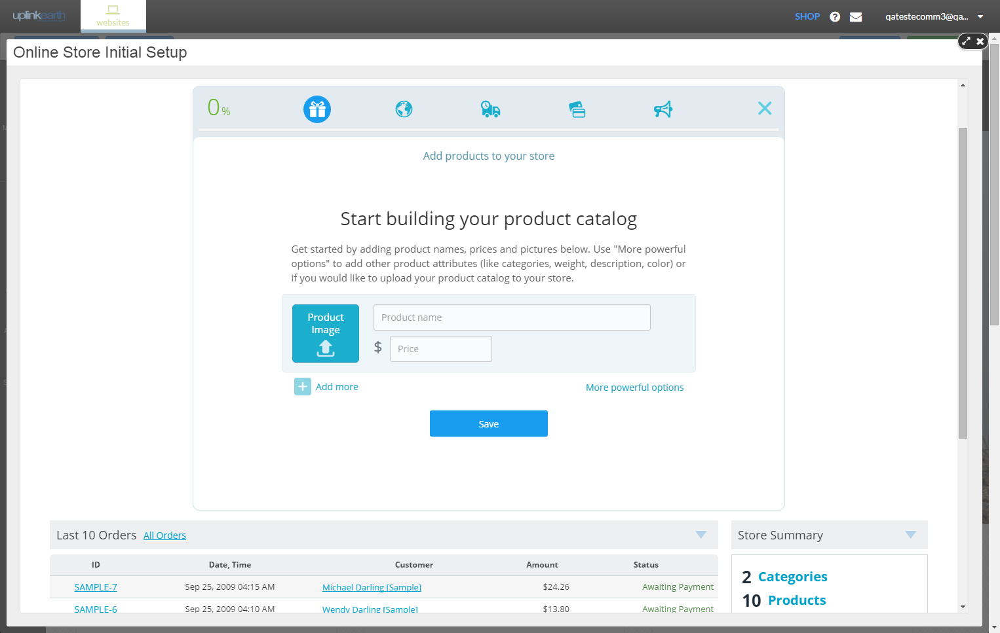 uplinkearth
websites
SHOP
qatestecomm3@qa...
Online Store Initial Setup
0 %
Add products to your store
Start building your product catalog
Get started by adding product names, prices and pictures below. Use "More powerful
options" to add other product attributes (like categories, weight, description, color) or
if you would like to upload your product catalog to your store.
Product
Image
Product name
$ Price
Add more
More powerful options
Save
Last 10 Orders All Orders
Store Summary
ID Date, Time Customer Amount Status
SAMPLE-7 Sep 25, 2009 04:15 AM Michael Darling [Sample] $24.26 Awaiting Payment
SAMPLE-6 Sep 25, 2009 04:10 AM Wendy Darling [Sample] $13.80 Awaiting Payment
2 Categories
10 Products